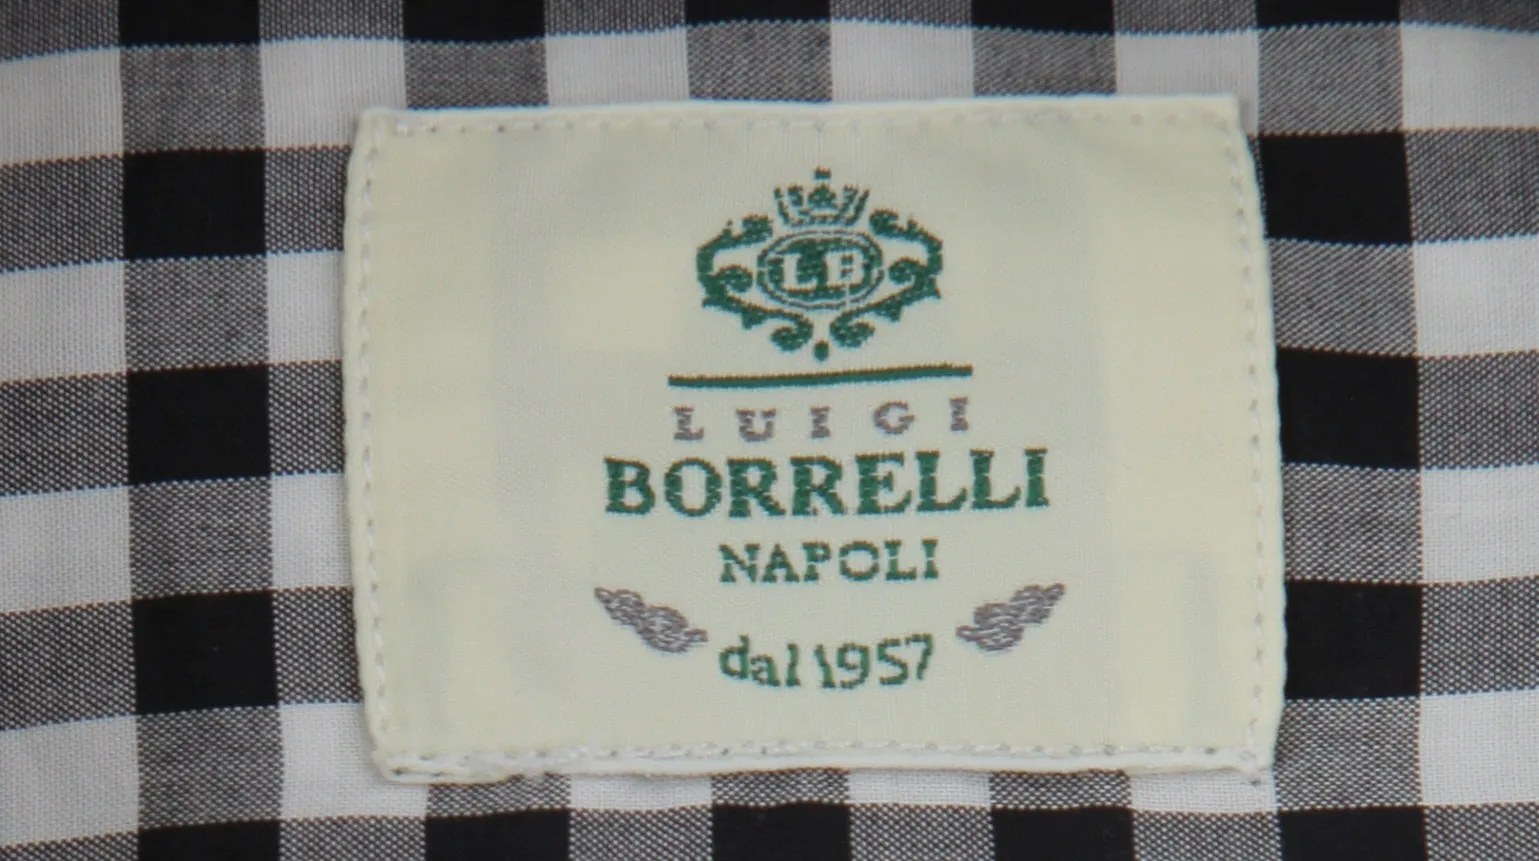 LB
LUIGI
BORRELLI
NAPOLI
dal 1957